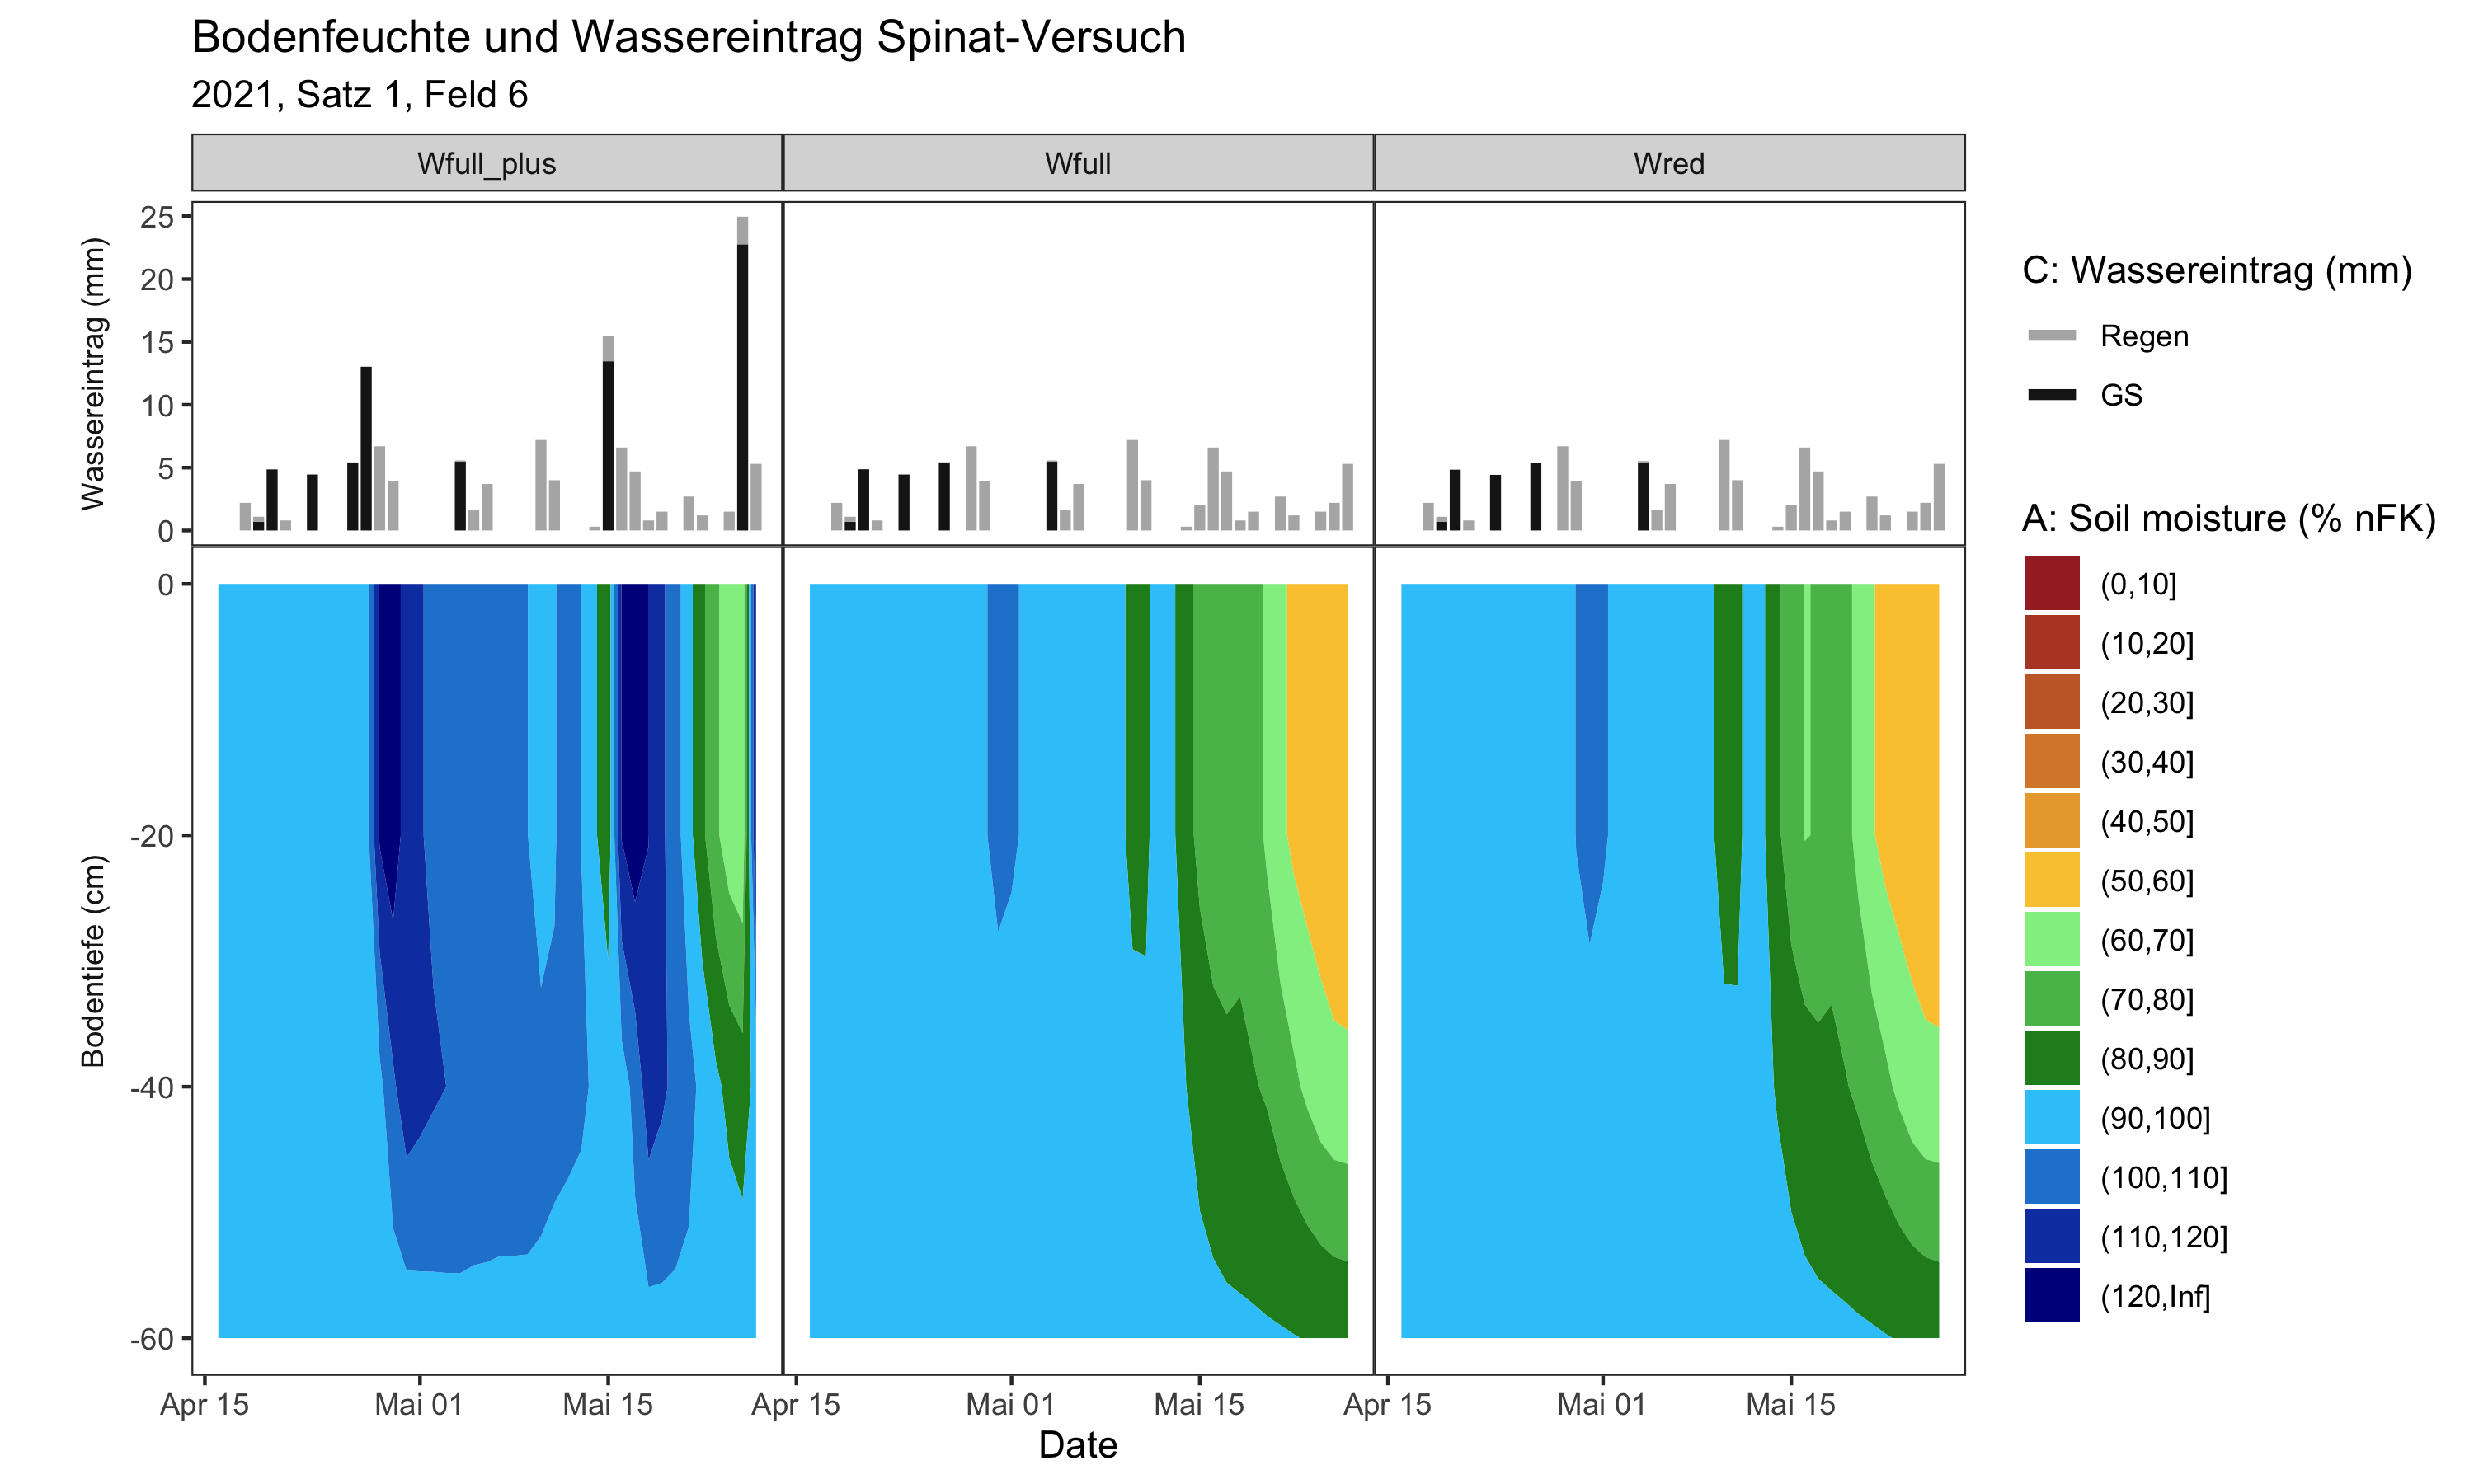 Bodenfeuchte und Wassereintrag Spinat-Versuch
2021, Satz 1, Feld 6
Wfull_plus
Wfull
Wred
Wassereintrag (mm)
25
20
15
10
5
0
Bodentiefe (cm)
0
-20
-40
-60
Apr 15
Mai 01
Mai 15
Apr 15
Mai 01
Mai 15
Apr 15
Mai 01
Mai 15
Date
C: Wassereintrag (mm)
Regen
GS
A: Soil moisture (% nFK)
(0,10]
(10,20]
(20,30]
(30,40]
(40,50]
(50,60]
(60,70]
(70,80]
(80,90]
(90,100]
(100,110]
(110,120]
(120,Inf]